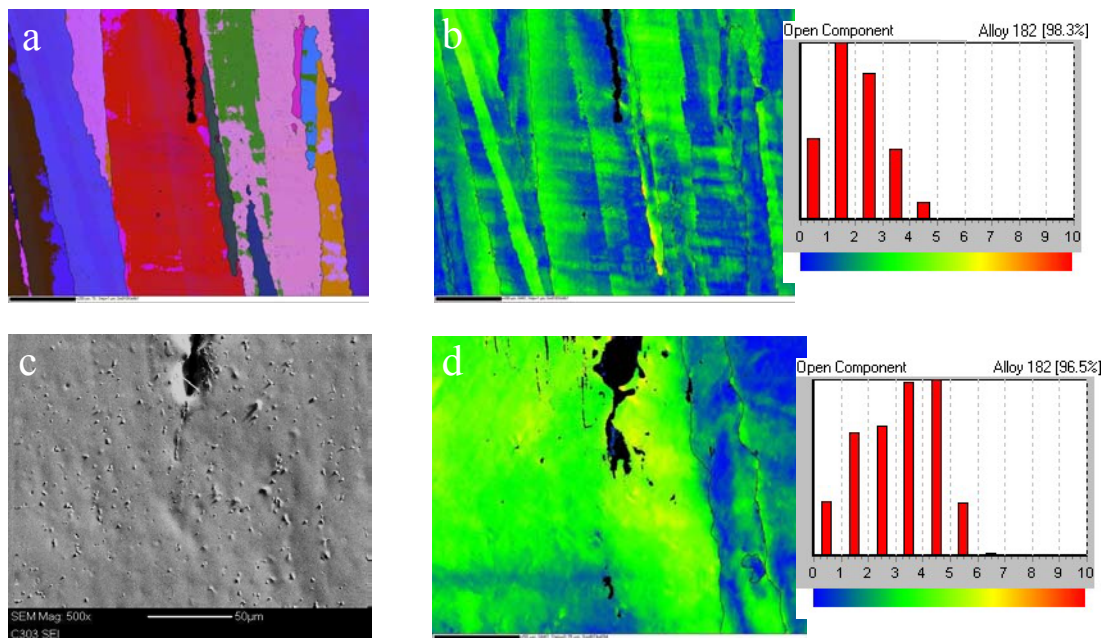 a
b
Open Component Alloy 182 [98.3%]
0 1 2 3 4 5 6 7 8 9 10
c
SEM Mag: 500x 50µm
C303 SEI
d
Open Component Alloy 182 [96.5%]
0 1 2 3 4 5 6 7 8 9 10